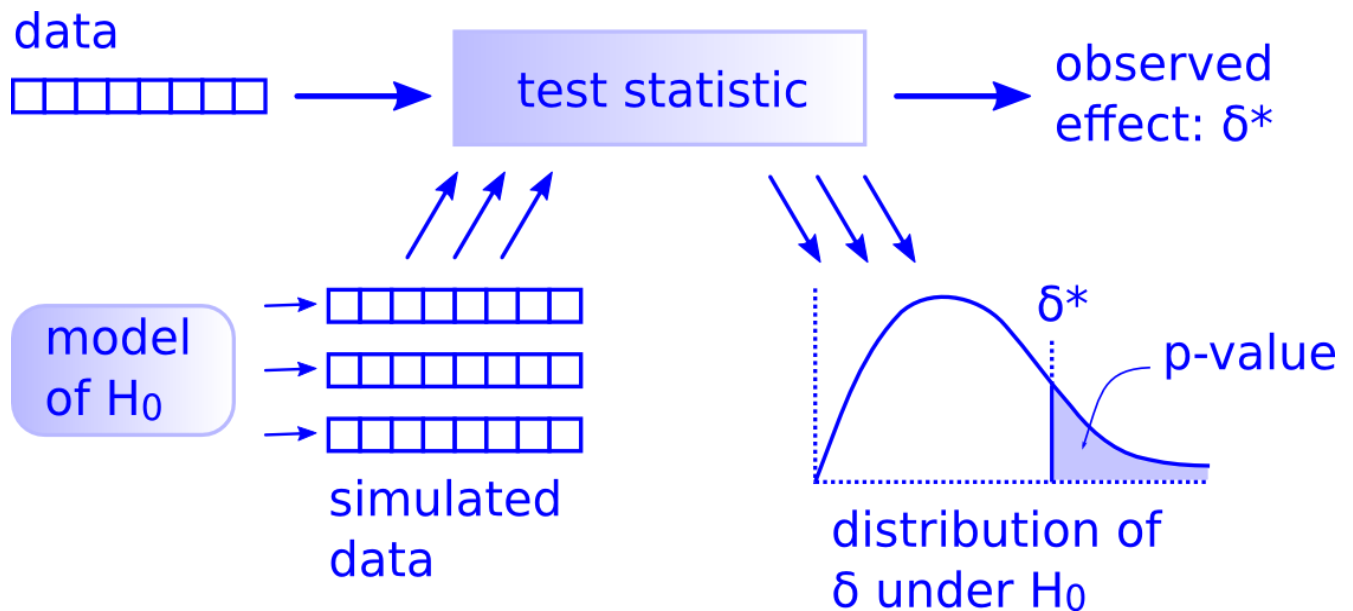 data
test statistic
observed
effect: δ*
model
of H₀
simulated
data
δ*
p-value
distribution of
δ under H₀